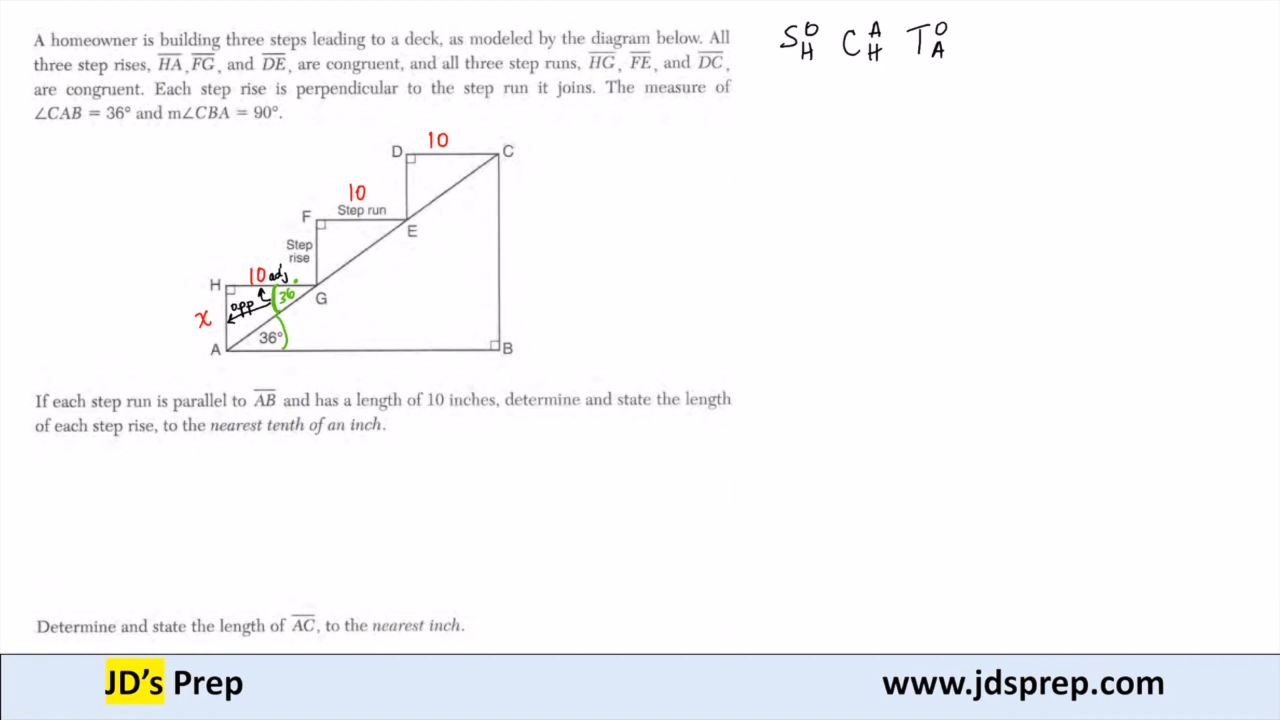 A homeowner is building three steps leading to a deck, as modeled by the diagram below. All
three step rises, HA, FG, and DE, are congruent, and all three step runs, HG, FE, and DC,
are congruent. Each step rise is perpendicular to the step run it joins. The measure of
∠CAB = 36° and m∠CBA = 90°.
S O H C A H T O A
D 10 C
10
F Step run
E
Step
rise
H 10 adj
36
G
opp
x
36°
A B
If each step run is parallel to AB and has a length of 10 inches, determine and state the length
of each step rise, to the nearest tenth of an inch.
Determine and state the length of AC, to the nearest inch.
JD's Prep
www.jdsprep.com